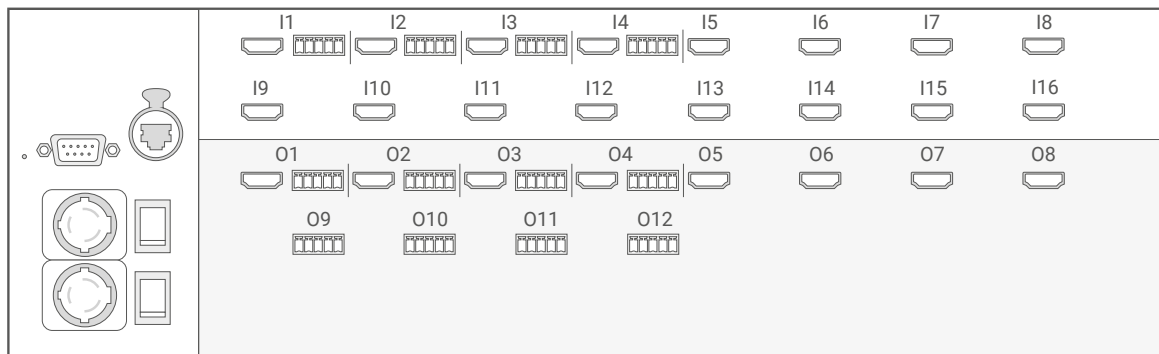 I1 I2 I3 I4 I5 I6 I7 I8
I9 I10 I11 I12 I13 I14 I15 I16
O1 O2 O3 O4 O5 O6 O7 O8
O9 O10 O11 O12